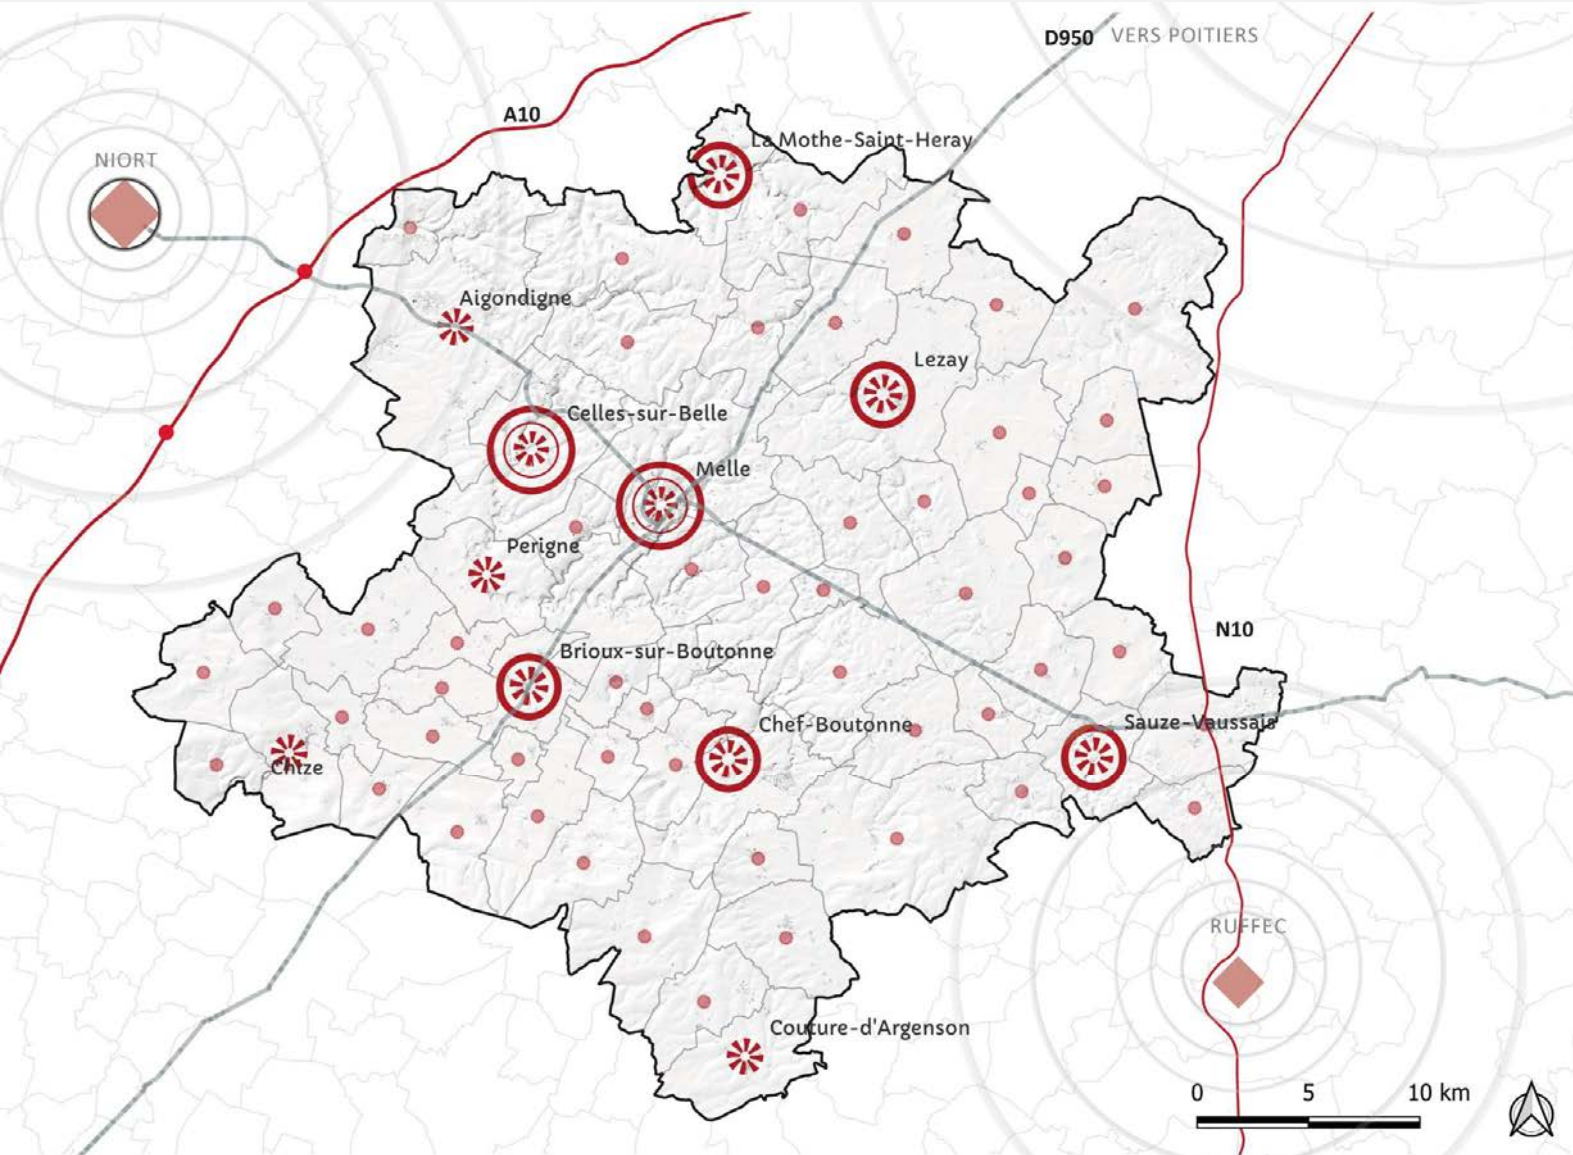 D950 VERS POITIERS
A10
La Mothe-Saint-Heray
NIORT
Aigondigne
Lezay
Celles-sur-Belle
Melle
Perigne
N10
Brioux-sur-Boutonne
Chef-Boutonne
Sauze-Vaussais
Chize
RUFFEC
Couture-d'Argenson
0 5 10 km